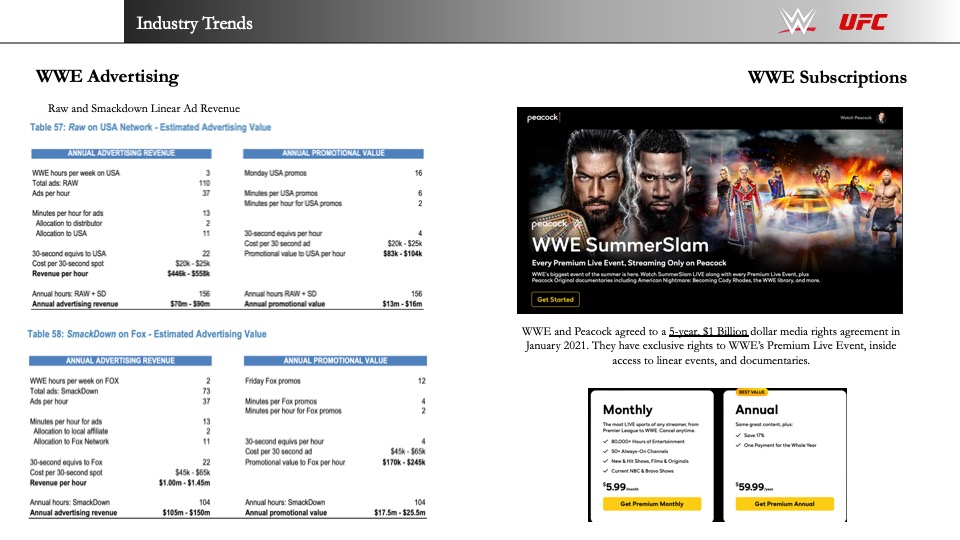 Industry Trends
WWE Advertising
Raw and Smackdown Linear Ad Revenue
Table 57: Raw on USA Network - Estimated Advertising Value
ANNUAL ADVERTISING REVENUE
WWE hours per week on USA 3
Total ads: RAW 110
Ads per hour 37
Minutes per hour for ads 13
Allocation to distributor 2
Allocation to USA 11
30-second equivs to USA 22
Cost per 30-second spot $20k - $25k
Revenue per hour $446k - $558k
Annual hours: RAW + SD 156
Annual advertising revenue $70m - $90m
ANNUAL PROMOTIONAL VALUE
Monday USA promos 16
Minutes per USA promos 6
Minutes per hour for USA promos 2
30-second equivs per hour 4
Cost per 30 second ad $20k - $25k
Promotional value to USA per hour $83k - $104k
Annual hours RAW + SD 156
Annual promotional value $13m - $16m
Table 58: SmackDown on Fox - Estimated Advertising Value
ANNUAL ADVERTISING REVENUE
WWE hours per week on FOX 2
Total ads: SmackDown 73
Ads per hour 37
Minutes per hour for ads 13
Allocation to local affiliate 2
Allocation to Fox Network 11
30-second equivs to Fox 22
Cost per 30-second spot $45k - $65k
Revenue per hour $1.00m - $1.45m
Annual hours: SmackDown 104
Annual advertising revenue $105m - $150m
ANNUAL PROMOTIONAL VALUE
Friday Fox promos 12
Minutes per Fox promos 4
Minutes per hour for Fox promos 2
30-second equivs per hour 4
Cost per 30 second ad $45k - $65k
Promotional value to Fox per hour $170k - $245k
Annual hours: SmackDown 104
Annual promotional value $17.5m - $25.5m
W UFC
WWE Subscriptions
peacock
Watch Peacock
peacock W
WWE SummerSlam
Every Premium Live Event, Streaming Only on Peacock
WWE's biggest event of the summer is here. Watch SummerSlam LIVE along with every Premium Live Event, plus
Peacock Original documentaries including American Nightmare: Becoming Cody Rhodes, the WWE library, and more.
Get Started
WWE and Peacock agreed to a 5-year, $1 Billion dollar media rights agreement in
January 2021. They have exclusive rights to WWE's Premium Live Event, inside
access to linear events, and documentaries.
Monthly
The most LIVE sports of any streamer, from
Premier League to WWE. Cancel anytime.
80,000+ Hours of Entertainment
50+ Always-On Channels
New & Hit Shows, Films & Originals
Current NBC & Bravo Shows
$5.99/month
Get Premium Monthly
BEST VALUE
Annual
Same great content, plus:
Save 17%
One Payment for the Whole Year
$59.99/year
Get Premium Annual